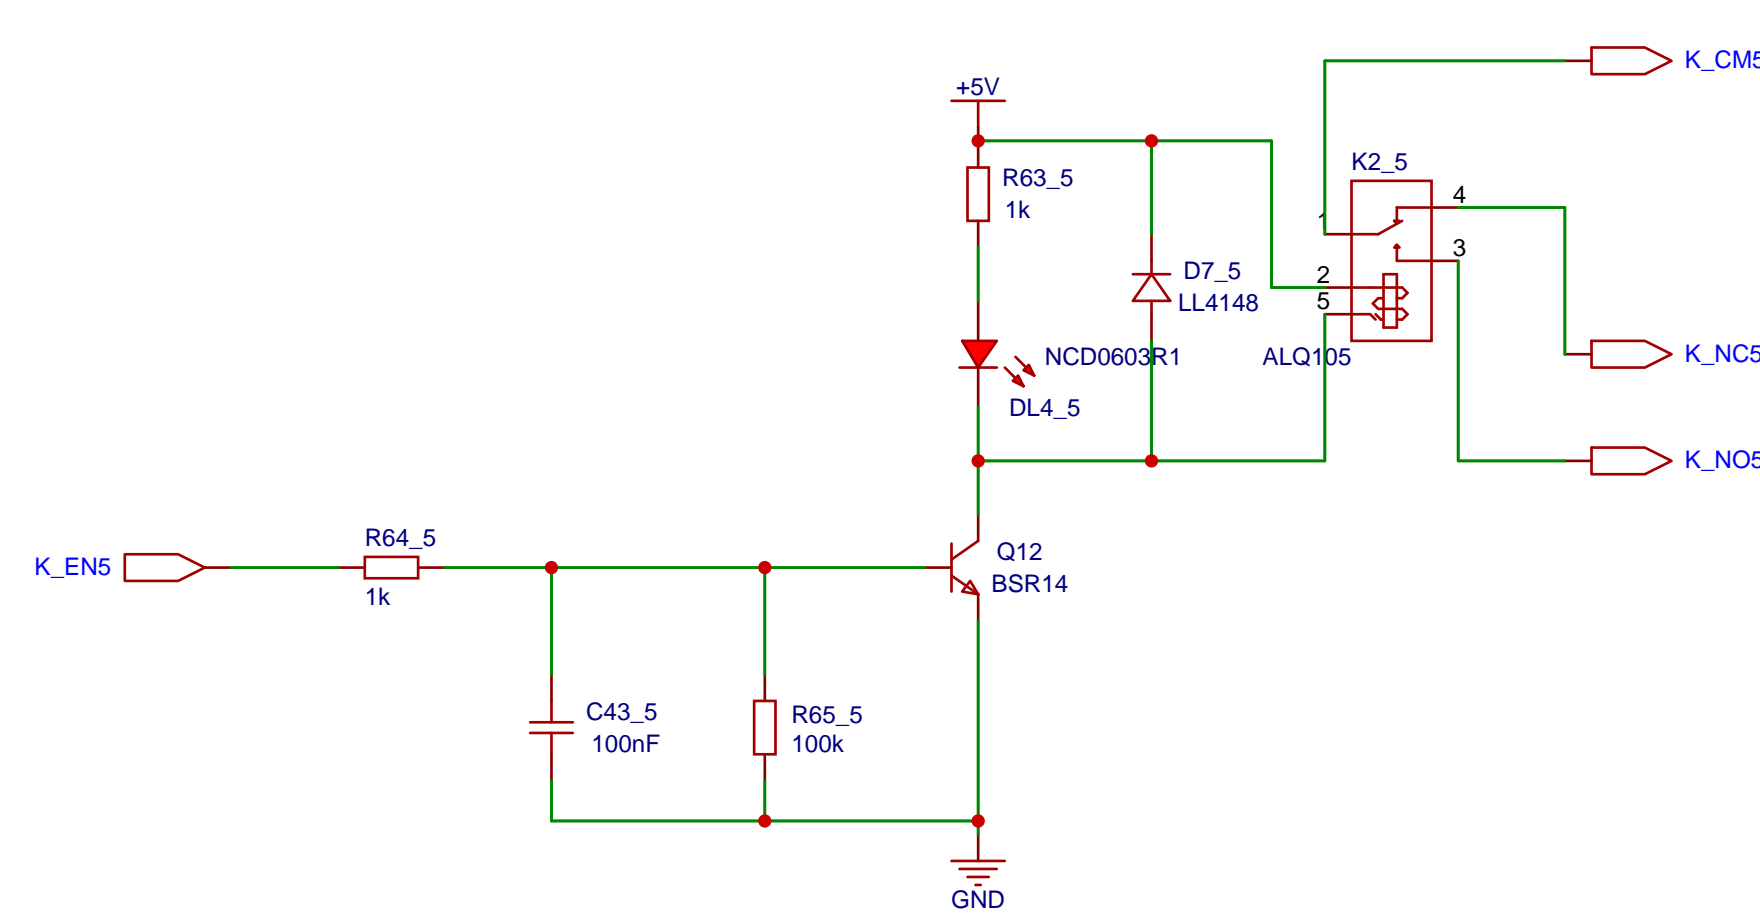 K_CM5
+5V
K2_5
R63_5
1k
1
4
3
2
5
D7_5
LL4148
NCD0603R1
ALQ105
K_NC5
DL4_5
K_NO5
R64_5
K_EN5
1k
Q12
BSR14
C43_5
100nF
R65_5
100k
GND